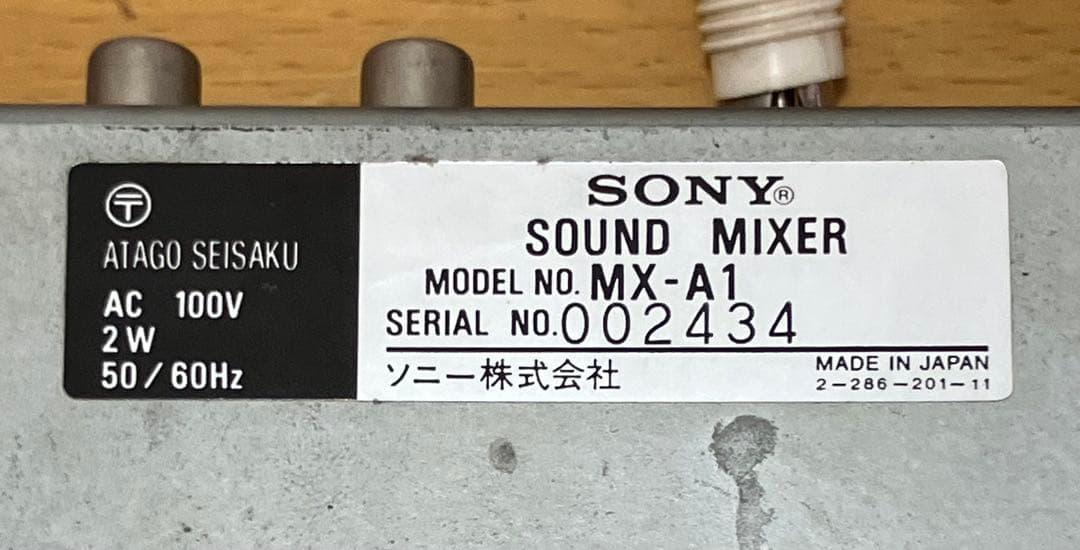 〶
ATAGO SEISAKU
AC 100V
2W
50/60Hz
SONY®
SOUND MIXER
MODEL NO. MX-A1
SERIAL NO. 002434
ソニー株式会社
MADE IN JAPAN
2-286-201-11